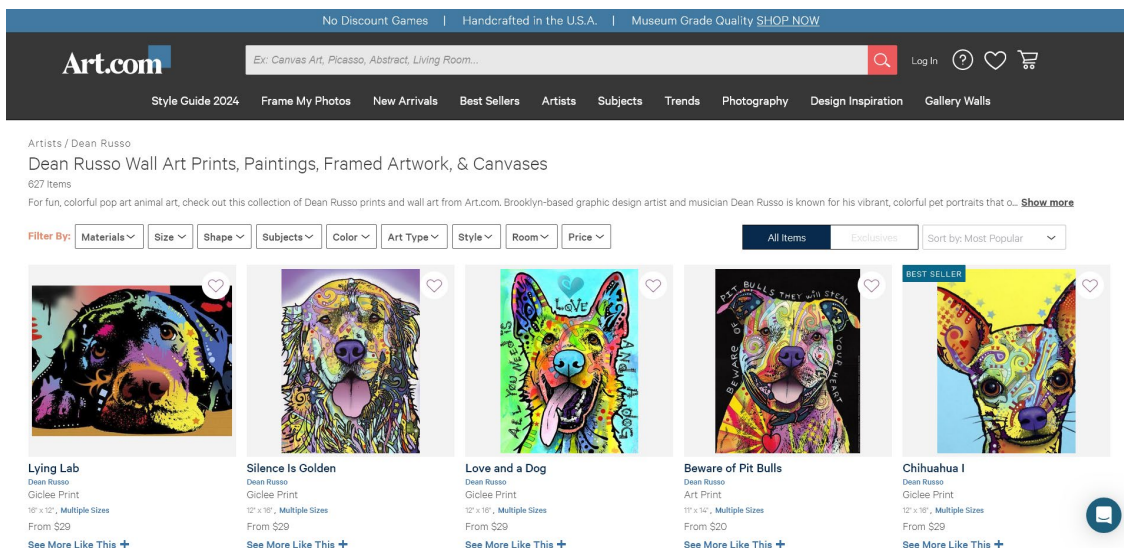 No Discount Games | Handcrafted in the U.S.A. | Museum Grade Quality SHOP NOW
Art.com
Ex: Canvas Art, Picasso, Abstract, Living Room...
Log In
Style Guide 2024 Frame My Photos New Arrivals Best Sellers Artists Subjects Trends Photography Design Inspiration Gallery Walls
Artists / Dean Russo
Dean Russo Wall Art Prints, Paintings, Framed Artwork, & Canvases
627 Items
For fun, colorful pop art animal art, check out this collection of Dean Russo prints and wall art from Art.com. Brooklyn-based graphic design artist and musician Dean Russo is known for his vibrant, colorful pet portraits that o... Show more
Filter By: Materials Size Shape Subjects Color Art Type Style Room Price All Items Exclusives Sort by: Most Popular
LOVE
ALL YOU NEED IS
AND A DOG
BEWARE OF PIT BULLS THEY WILL STEAL YOUR HEART
BEST SELLER
Lying Lab Silence Is Golden Love and a Dog Beware of Pit Bulls Chihuahua I
Dean Russo Dean Russo Dean Russo Dean Russo Dean Russo
Giclee Print Giclee Print Giclee Print Art Print Giclee Print
16" x 12", Multiple Sizes 12" x 16", Multiple Sizes 12" x 16", Multiple Sizes 11" x 14", Multiple Sizes 12" x 16", Multiple Sizes
From $29 From $29 From $29 From $20 From $29
See More Like This + See More Like This + See More Like This + See More Like This + See More Like This +